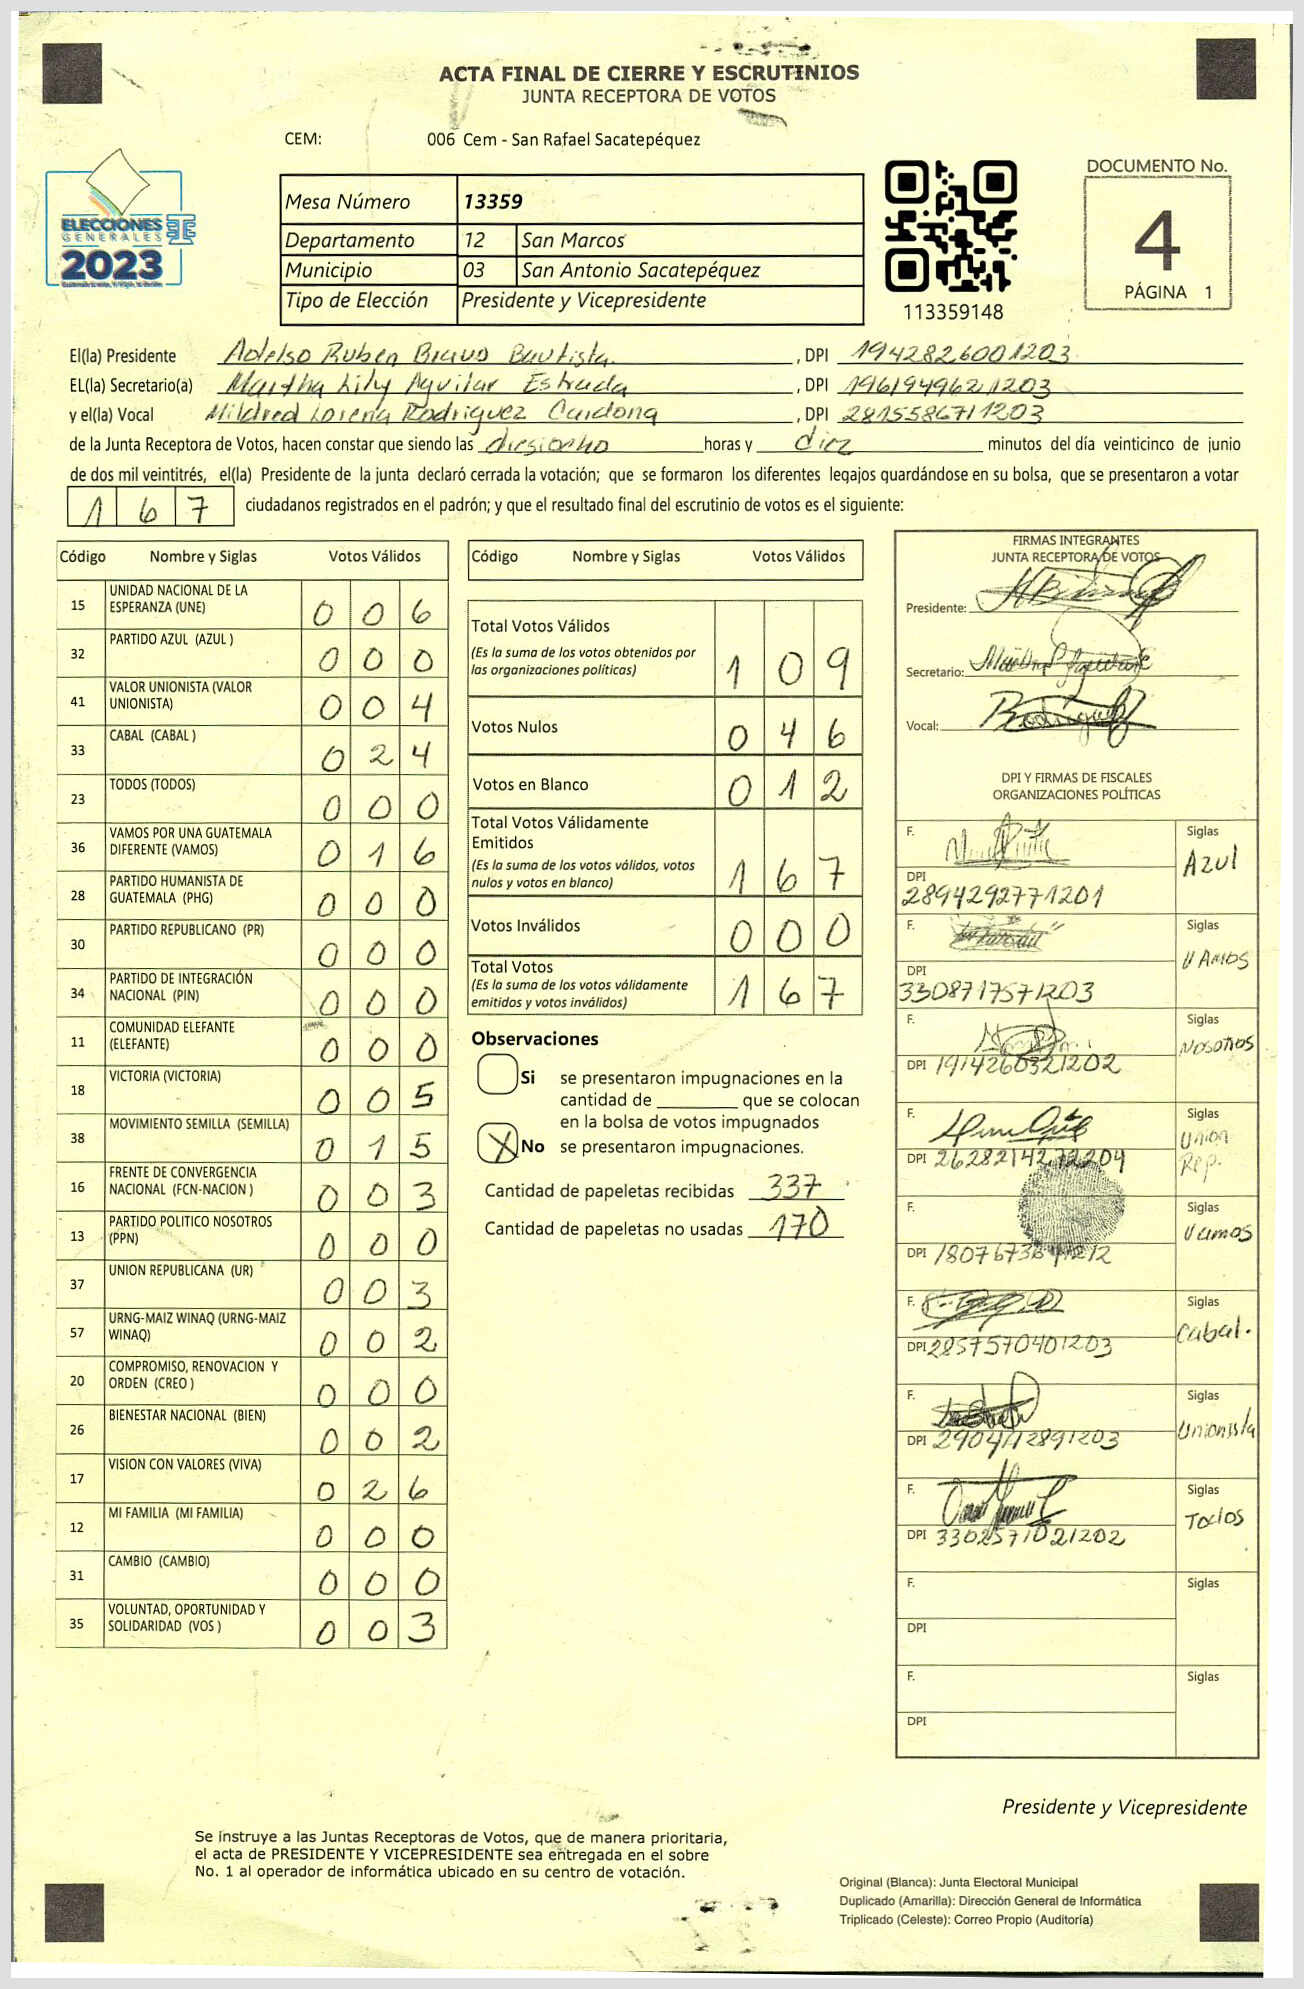 ACTA FINAL DE CIERRE Y ESCRUTINIOS
JUNTA RECEPTORA DE VOTOS
CEM: 006 Cem - San Rafael Sacatepéquez
ELECCIONES
GENERALES
2023
Mesa Número 13359
Departamento 12 San Marcos
Municipio 03 San Antonio Sacatepéquez
Tipo de Elección Presidente y Vicepresidente
113359148
DOCUMENTO No.
4
PÁGINA 1
El(la) Presidente Adelso Ruben Bravo Bautista , DPI 1942826001203
EL(la) Secretario(a) Martha Lily Aguilar Estrada , DPI 1961949621203
y el(la) Vocal Mildred Lorena Rodriguez Cardona , DPI 2815586711203
de la Junta Receptora de Votos, hacen constar que siendo las diesiocho horas y diez minutos del día veinticinco de junio
de dos mil veintitrés, el(la) Presidente de la junta declaró cerrada la votación; que se formaron los diferentes legajos guardándose en su bolsa, que se presentaron a votar
167 ciudadanos registrados en el padrón; y que el resultado final del escrutinio de votos es el siguiente:
Código Nombre y Siglas Votos Válidos
15 UNIDAD NACIONAL DE LA ESPERANZA (UNE) 0 0 6
32 PARTIDO AZUL (AZUL ) 0 0 0
41 VALOR UNIONISTA (VALOR UNIONISTA) 0 0 4
33 CABAL (CABAL ) 0 2 4
23 TODOS (TODOS) 0 0 0
36 VAMOS POR UNA GUATEMALA DIFERENTE (VAMOS) 0 1 6
28 PARTIDO HUMANISTA DE GUATEMALA (PHG) 0 0 0
30 PARTIDO REPUBLICANO (PR) 0 0 0
34 PARTIDO DE INTEGRACIÓN NACIONAL (PIN) 0 0 0
11 COMUNIDAD ELEFANTE (ELEFANTE) 0 0 0
18 VICTORIA (VICTORIA) 0 0 5
38 MOVIMIENTO SEMILLA (SEMILLA) 0 1 5
16 FRENTE DE CONVERGENCIA NACIONAL (FCN-NACION ) 0 0 3
13 PARTIDO POLITICO NOSOTROS (PPN) 0 0 0
37 UNION REPUBLICANA (UR) 0 0 3
57 URNG-MAIZ WINAQ (URNG-MAIZ WINAQ) 0 0 2
20 COMPROMISO, RENOVACION Y ORDEN (CREO ) 0 0 0
26 BIENESTAR NACIONAL (BIEN) 0 0 2
17 VISION CON VALORES (VIVA) 0 2 6
12 MI FAMILIA (MI FAMILIA) 0 0 0
31 CAMBIO (CAMBIO) 0 0 0
35 VOLUNTAD, OPORTUNIDAD Y SOLIDARIDAD (VOS ) 0 0 3
Código Nombre y Siglas Votos Válidos
Total Votos Válidos 1 0 9
(Es la suma de los votos obtenidos por
las organizaciones políticas)
Votos Nulos 0 4 6
Votos en Blanco 0 1 2
Total Votos Válidamente
Emitidos 1 6 7
(Es la suma de los votos válidos, votos
nulos y votos en blanco)
Votos Inválidos 0 0 0
Total Votos 1 6 7
(Es la suma de los votos válidamente
emitidos y votos inválidos)
Observaciones
Si se presentaron impugnaciones en la
cantidad de ________ que se colocan
en la bolsa de votos impugnados
X No se presentaron impugnaciones.
Cantidad de papeletas recibidas 337
Cantidad de papeletas no usadas 170
FIRMAS INTEGRANTES
JUNTA RECEPTORA DE VOTOS
Presidente:
Secretario:
Vocal: Rodriguez
DPI Y FIRMAS DE FISCALES
ORGANIZACIONES POLÍTICAS
F. Siglas Azul
DPI 2894292771201
F. Siglas VAMOS
DPI 3308717571203
F. Siglas NOSOTROS
DPI 1914260321202
F. Siglas Union Rep.
DPI 2628214272204
F. Siglas Vamos
DPI
F. Siglas Cabal.
DPI 2857570401203
F. Siglas Unionista
DPI 2904112891203
F. Siglas Todos
DPI 3302571021202
F. Siglas
DPI
F. Siglas
DPI
Presidente y Vicepresidente
Se instruye a las Juntas Receptoras de Votos, que de manera prioritaria,
el acta de PRESIDENTE Y VICEPRESIDENTE sea entregada en el sobre
No. 1 al operador de informática ubicado en su centro de votación.
Original (Blanca): Junta Electoral Municipal
Duplicado (Amarilla): Dirección General de Informática
Triplicado (Celeste): Correo Propio (Auditoría)